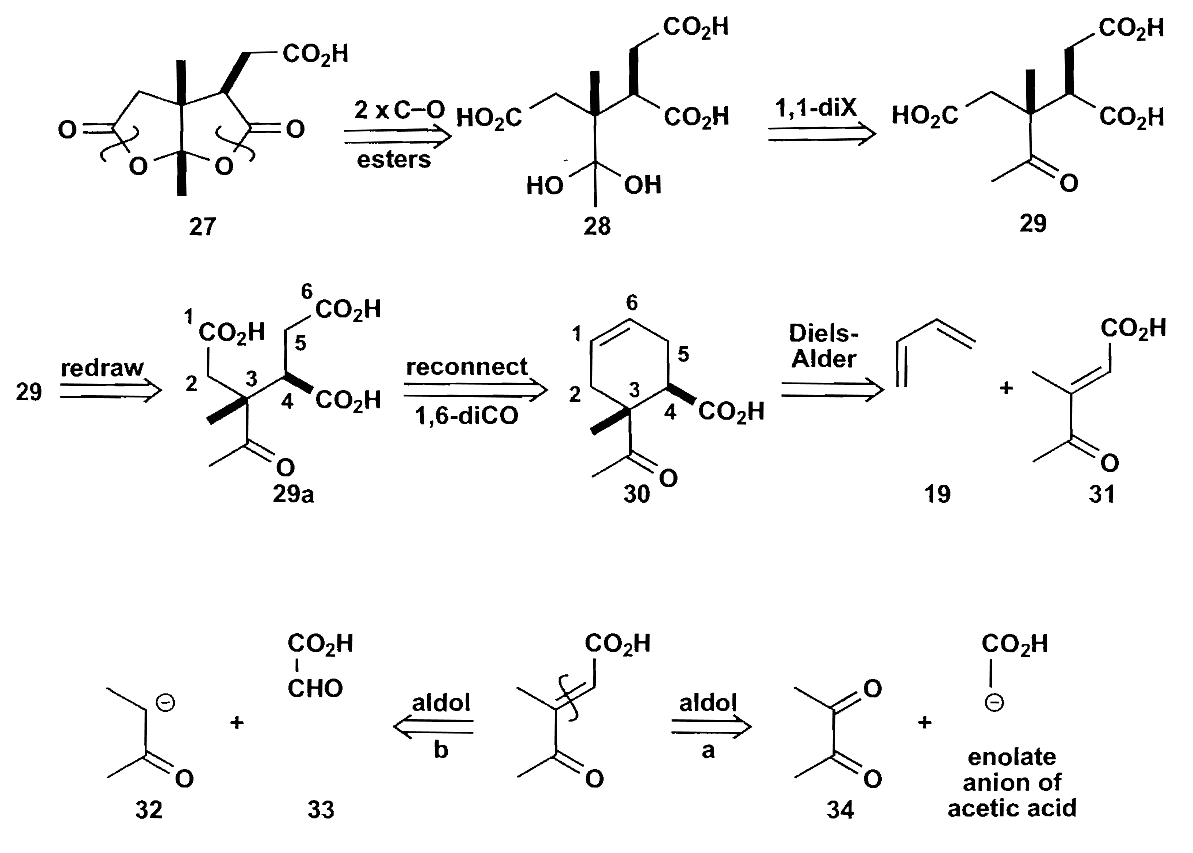 CO2H
O
O
O
O
27
2 x C–O
esters
CO2H
HO2C
CO2H
HO
OH
28
1,1-diX
CO2H
HO2C
CO2H
O
29
29
redraw
1
CO2H
6
CO2H
5
2
3
4
CO2H
O
29a
reconnect
1,6-diCO
6
1
5
2
3
4
CO2H
O
30
Diels-
Alder
19
+
CO2H
O
31
⊖
O
32
+
CO2H
CHO
33
aldol
b
CO2H
O
aldol
a
O
O
34
+
CO2H
⊖
enolate
anion of
acetic acid